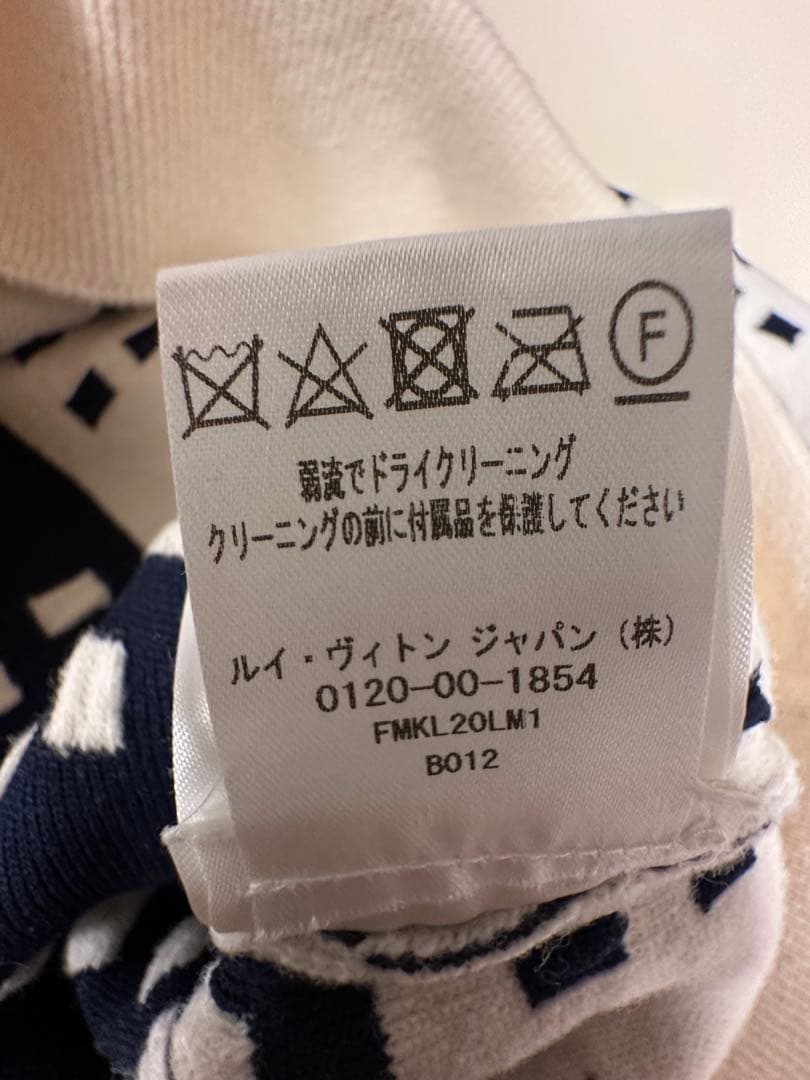 F
弱流でドライクリーニング
クリーニングの前に付属品を保護してください
ルイ・ヴィトン ジャパン（株）
0120-00-1854
FMKL20LM1
B012